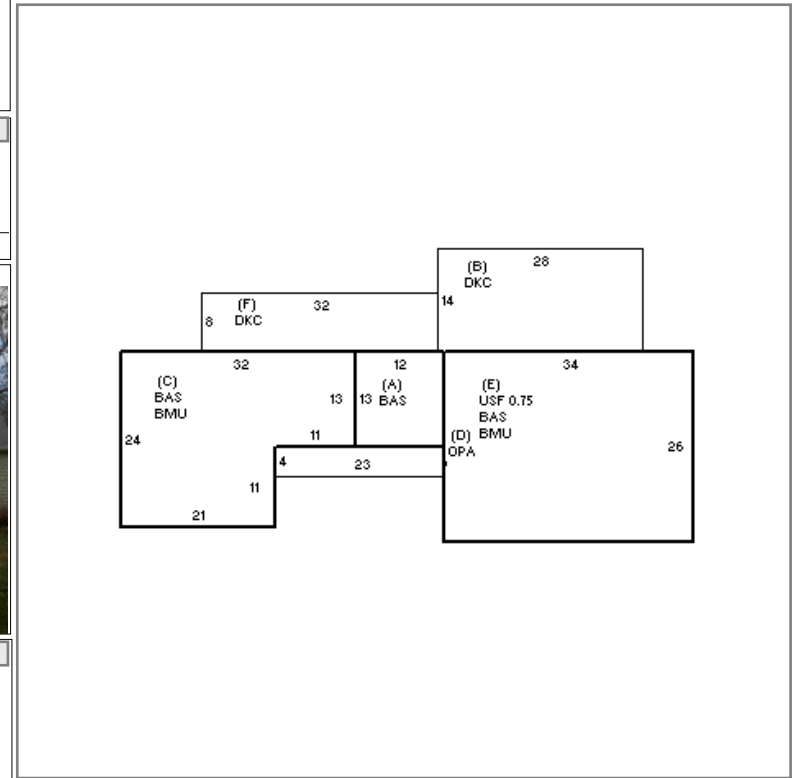 (B)
28
DKC
14
(F)
32
DKC
8
32
12
34
(C)
BAS
BMU
13
13
(A)
BAS
(E)
USF 0.75
BAS
BMU
24
11
(D)
OPA
26
4
23
11
21